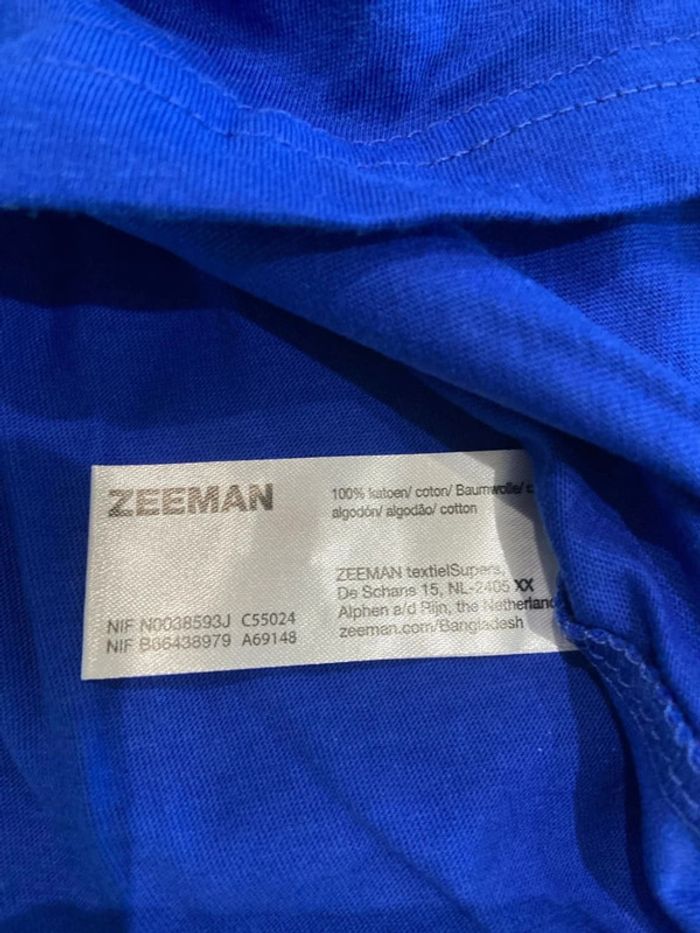 ZEEMAN
100% katoen/ coton/ Baumwolle/
algodón/ algodão/ cotton
ZEEMAN textielSupers,
De Schans 15, NL-2405 XX
Alphen a/d Rijn, the Netherland
zeeman.com/Bangladesh
NIF N0038593J C55024
NIF B66438979 A69148